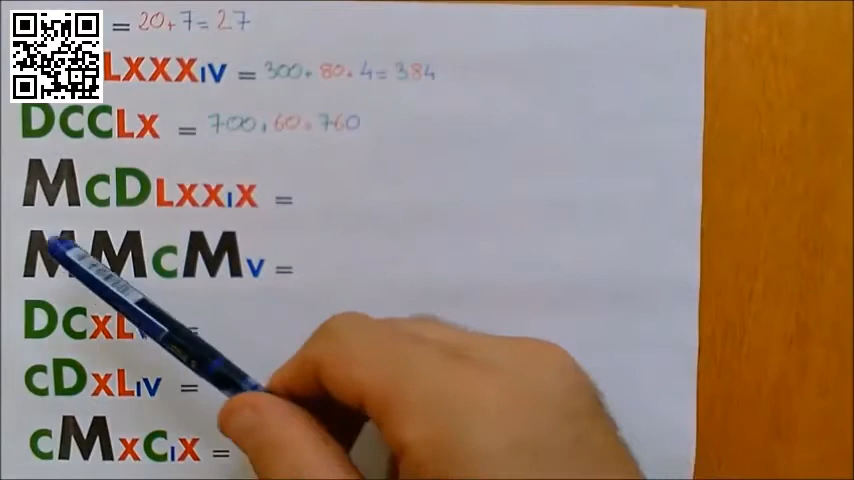 = 20+7=27
LXXXIV = 300+80+4=384
DCCLX = 700+60=760
MCDLXXIX =
MMCMV =
DCXL =
CDXLIV =
CMXCIX =